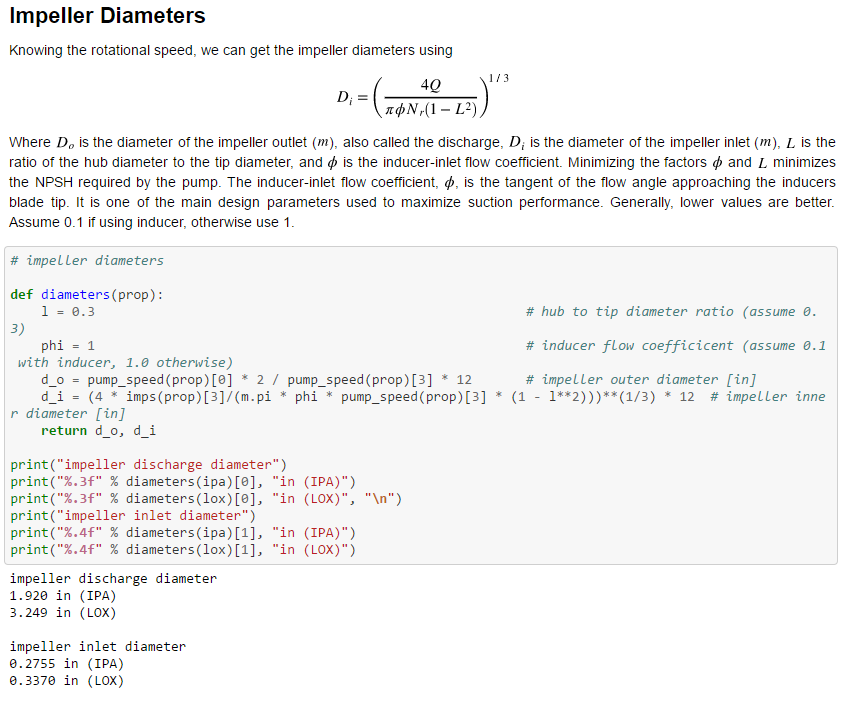 Impeller Diameters
Knowing the rotational speed, we can get the impeller diameters using
D_i = ( 4Q / πϕN_r(1 − L²) )^1/3
Where D_o is the diameter of the impeller outlet (m), also called the discharge, D_i is the diameter of the impeller inlet (m), L is the
ratio of the hub diameter to the tip diameter, and ϕ is the inducer-inlet flow coefficient. Minimizing the factors ϕ and L minimizes
the NPSH required by the pump. The inducer-inlet flow coefficient, ϕ, is the tangent of the flow angle approaching the inducers
blade tip. It is one of the main design parameters used to maximize suction performance. Generally, lower values are better.
Assume 0.1 if using inducer, otherwise use 1.
# impeller diameters
def diameters(prop):
    l = 0.3                                                     # hub to tip diameter ratio (assume 0.
3)
    phi = 1                                                     # inducer flow coefficicent (assume 0.1
 with inducer, 1.0 otherwise)
    d_o = pump_speed(prop)[0] * 2 / pump_speed(prop)[3] * 12       # impeller outer diameter [in]
    d_i = (4 * imps(prop)[3]/(m.pi * phi * pump_speed(prop)[3] * (1 - l**2)))**(1/3) * 12  # impeller inne
r diameter [in]
    return d_o, d_i
print("impeller discharge diameter")
print("%.3f" % diameters(ipa)[0], "in (IPA)")
print("%.3f" % diameters(lox)[0], "in (LOX)", "\n")
print("impeller inlet diameter")
print("%.4f" % diameters(ipa)[1], "in (IPA)")
print("%.4f" % diameters(lox)[1], "in (LOX)")
impeller discharge diameter
1.920 in (IPA)
3.249 in (LOX)
impeller inlet diameter
0.2755 in (IPA)
0.3370 in (LOX)